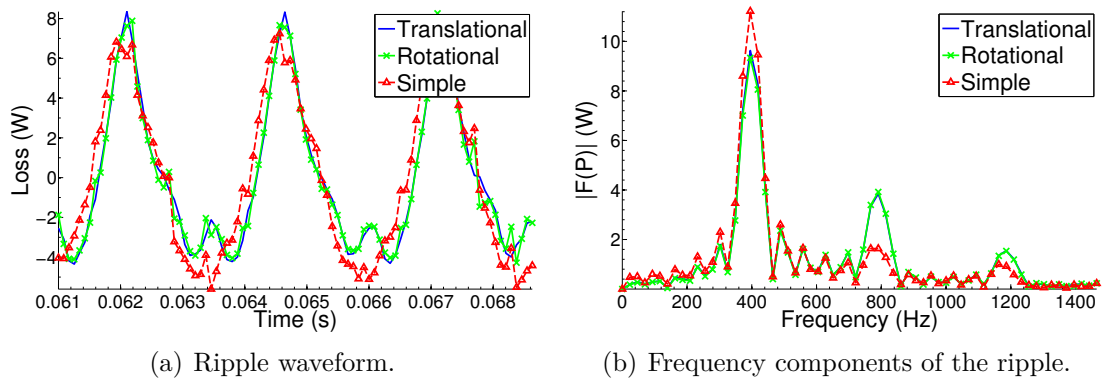 8
6
4
2
0
−2
−4
Loss (W)
Translational
Rotational
Simple
0.061 0.062 0.063 0.064 0.065 0.066 0.067 0.068
Time (s)
(a) Ripple waveform.
10
8
6
4
2
|F(P)| (W)
Translational
Rotational
Simple
0 200 400 600 800 1000 1200 1400
Frequency (Hz)
(b) Frequency components of the ripple.